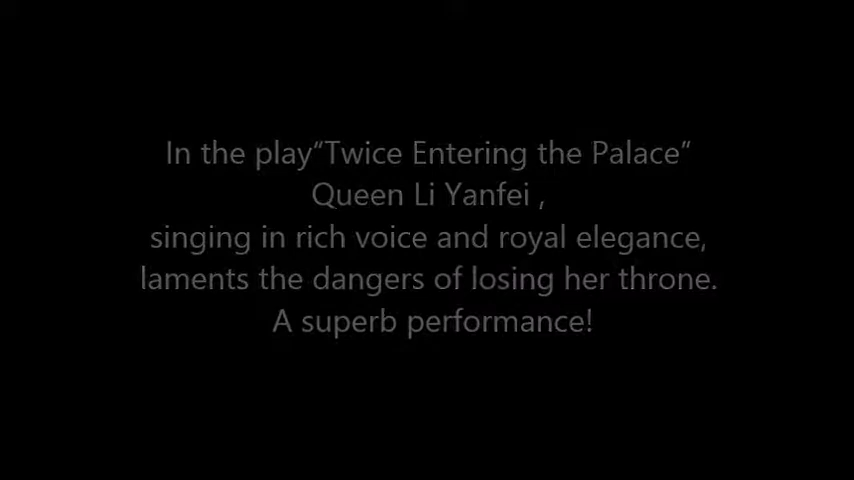 In the play“Twice Entering the Palace”
Queen Li Yanfei ,
singing in rich voice and royal elegance,
laments the dangers of losing her throne.
A superb performance!